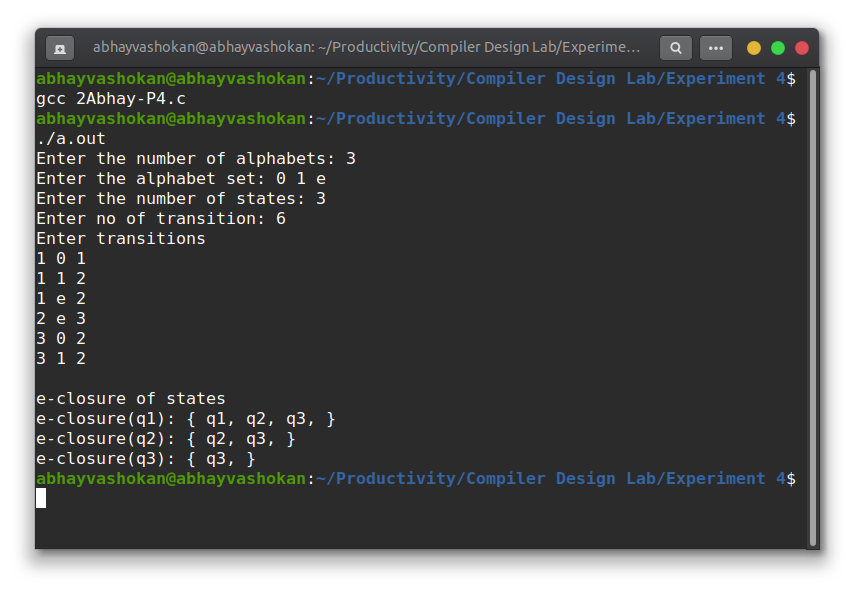 abhayvashokan@abhayvashokan: ~/Productivity/Compiler Design Lab/Experime…
abhayvashokan@abhayvashokan:~/Productivity/Compiler Design Lab/Experiment 4$
gcc 2Abhay-P4.c
abhayvashokan@abhayvashokan:~/Productivity/Compiler Design Lab/Experiment 4$
./a.out
Enter the number of alphabets: 3
Enter the alphabet set: 0 1 e
Enter the number of states: 3
Enter no of transition: 6
Enter transitions
1 0 1
1 1 2
1 e 2
2 e 3
3 0 2
3 1 2
e-closure of states
e-closure(q1): { q1, q2, q3, }
e-closure(q2): { q2, q3, }
e-closure(q3): { q3, }
abhayvashokan@abhayvashokan:~/Productivity/Compiler Design Lab/Experiment 4$